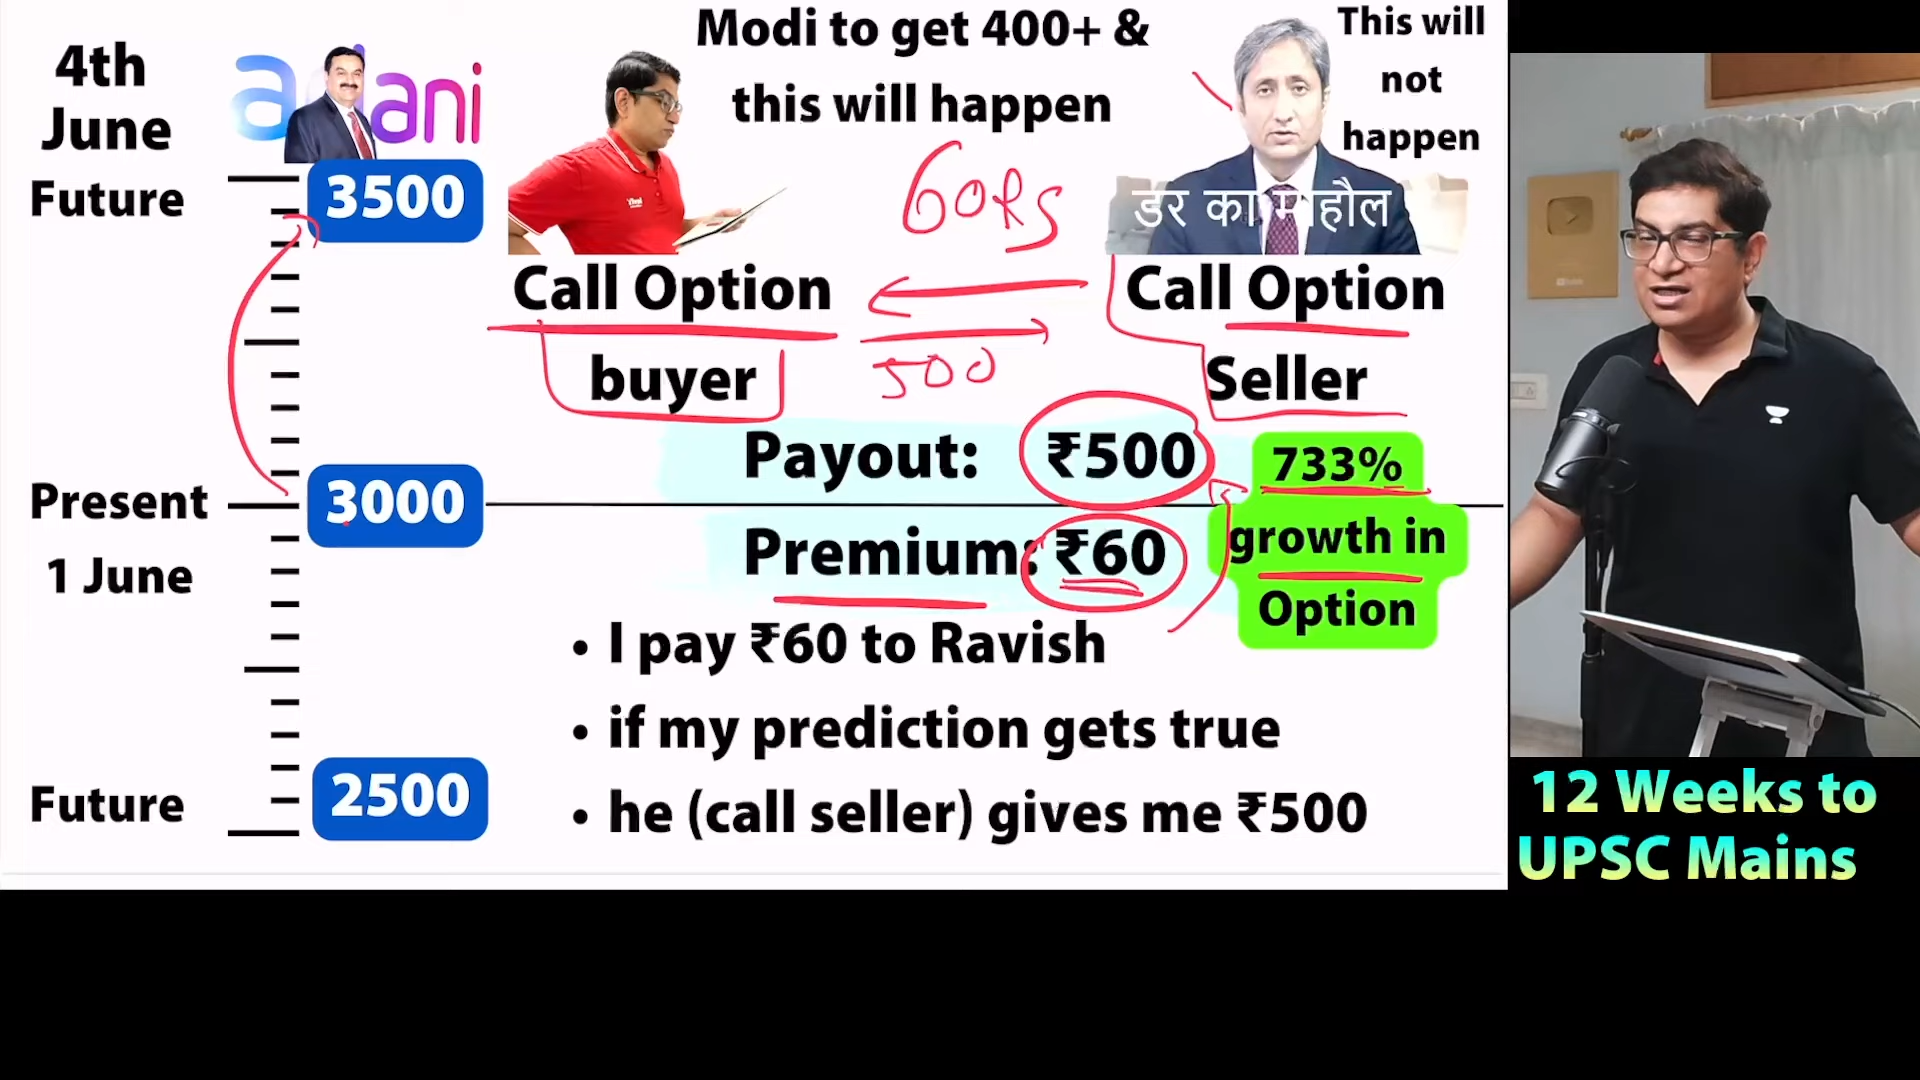 4th
June
adani
Modi to get 400+ &
this will happen
This will
not
happen
Future
3500
60Rs
डर का माहौल
Call Option
buyer
500
Call Option
Seller
Payout: ₹500
733%
growth in
Option
Present
1 June
3000
Premium: ₹60
• I pay ₹60 to Ravish
• if my prediction gets true
• he (call seller) gives me ₹500
Future
2500
12 Weeks to
UPSC Mains